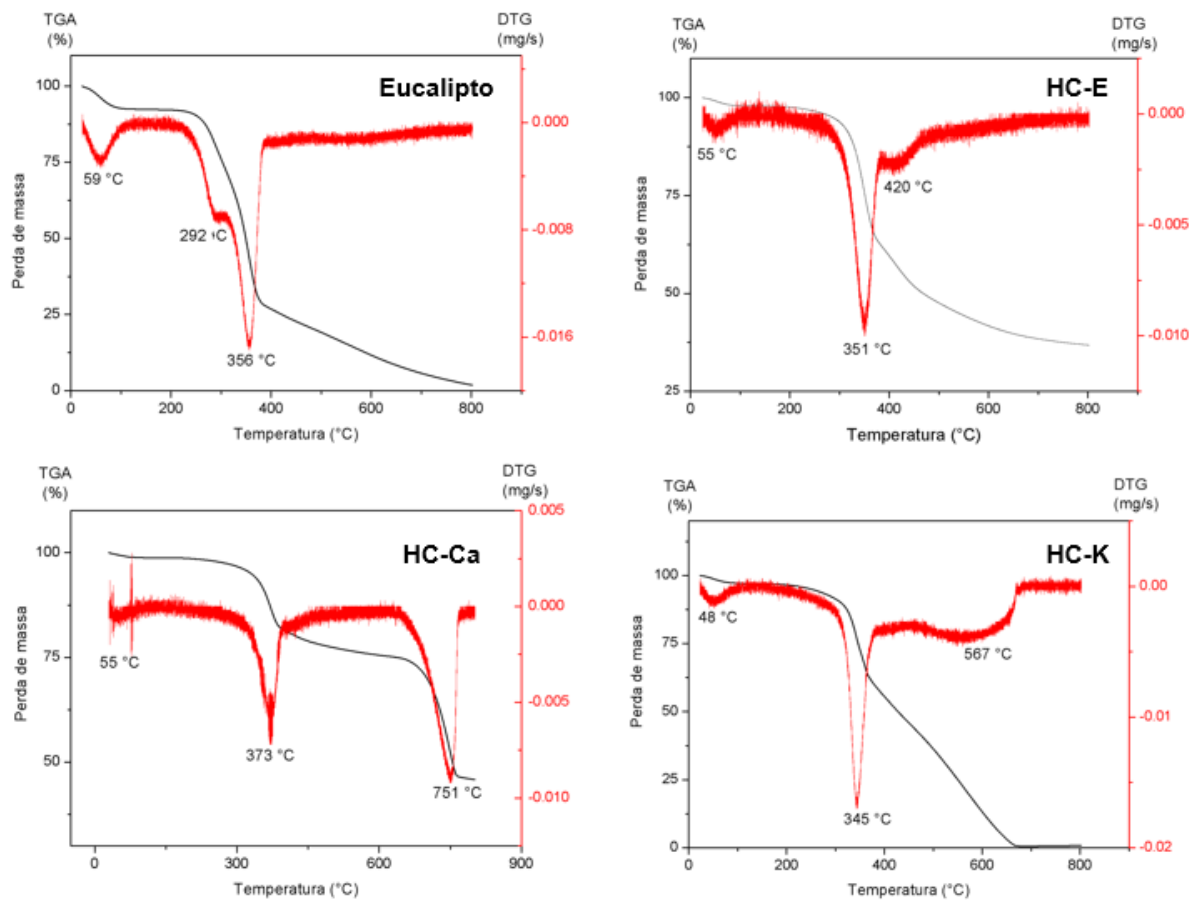 TGA
(%)
DTG
(mg/s)
Eucalipto
100
75
50
25
0
0.000
-0.008
-0.016
59 °C
292 °C
356 °C
Perda de massa
0 200 400 600 800
Temperatura (°C)
TGA
(%)
DTG
(mg/s)
HC-E
100
75
50
25
0.000
-0.005
-0.010
55 °C
420 °C
351 °C
Perda de massa
0 200 400 600 800
Temperatura (°C)
TGA
(%)
DTG
(mg/s)
HC-Ca
100
75
50
0.005
0.000
-0.005
-0.010
55 °C
373 °C
751 °C
Perda de massa
0 300 600 900
Temperatura (°C)
TGA
(%)
DTG
(mg/s)
HC-K
100
75
50
25
0
0.00
-0.01
-0.02
48 °C
567 °C
345 °C
Perda de massa
0 200 400 600 800
Temperatura (°C)